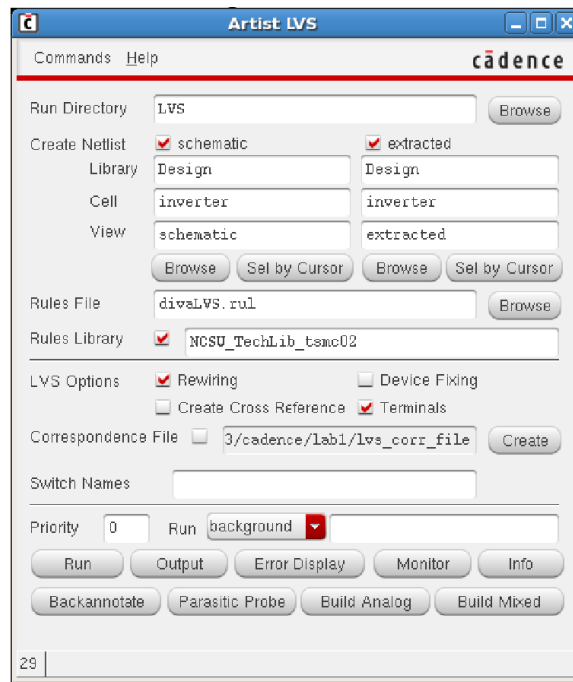 Artist LVS
Commands Help cādence
Run Directory LVS Browse
Create Netlist schematic extracted
Library Design Design
Cell inverter inverter
View schematic extracted
Browse Sel by Cursor Browse Sel by Cursor
Rules File divaLVS.rul Browse
Rules Library NCSU_TechLib_tsmc02
LVS Options Rewiring Device Fixing
Create Cross Reference Terminals
Correspondence File 3/cadence/lab1/lvs_corr_file Create
Switch Names
Priority 0 Run background
Run Output Error Display Monitor Info
Backannotate Parasitic Probe Build Analog Build Mixed
29